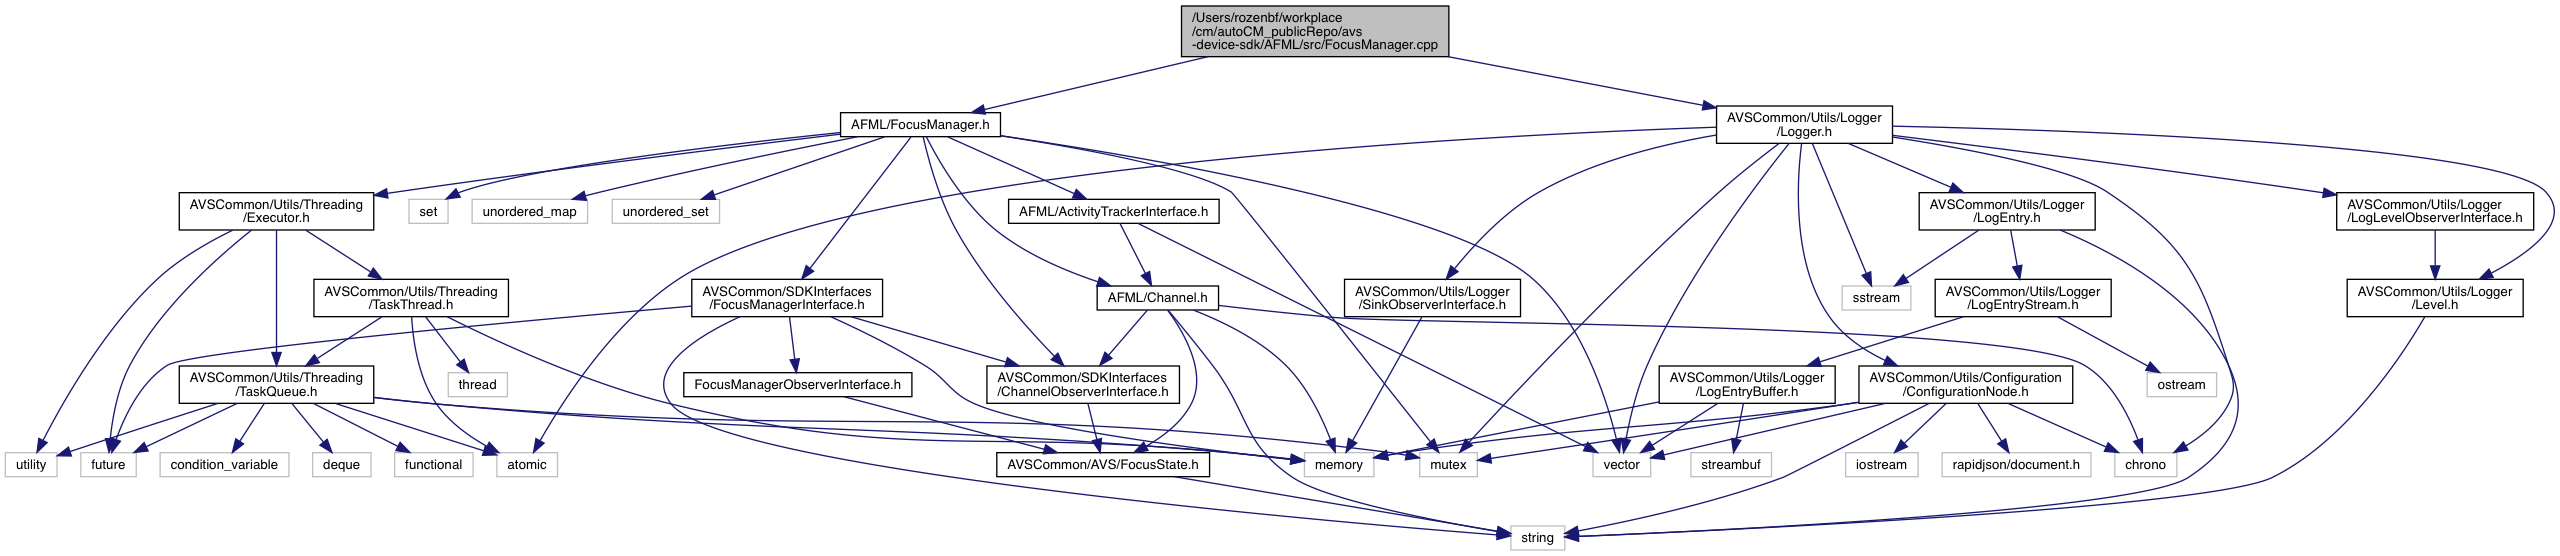 /Users/rozenbf/workplace
/cm/autoCM_publicRepo/avs
-device-sdk/AFML/src/FocusManager.cpp
AFML/FocusManager.h
AVSCommon/Utils/Logger
/Logger.h
AVSCommon/Utils/Threading
/Executor.h
set
unordered_map
unordered_set
AFML/ActivityTrackerInterface.h
AVSCommon/Utils/Logger
/LogEntry.h
AVSCommon/Utils/Logger
/LogLevelObserverInterface.h
AVSCommon/Utils/Threading
/TaskThread.h
AVSCommon/SDKInterfaces
/FocusManagerInterface.h
AFML/Channel.h
AVSCommon/Utils/Logger
/SinkObserverInterface.h
sstream
AVSCommon/Utils/Logger
/LogEntryStream.h
AVSCommon/Utils/Logger
/Level.h
AVSCommon/Utils/Threading
/TaskQueue.h
thread
FocusManagerObserverInterface.h
AVSCommon/SDKInterfaces
/ChannelObserverInterface.h
AVSCommon/Utils/Logger
/LogEntryBuffer.h
AVSCommon/Utils/Configuration
/ConfigurationNode.h
ostream
utility
future
condition_variable
deque
functional
atomic
AVSCommon/AVS/FocusState.h
memory
mutex
vector
streambuf
iostream
rapidjson/document.h
chrono
string